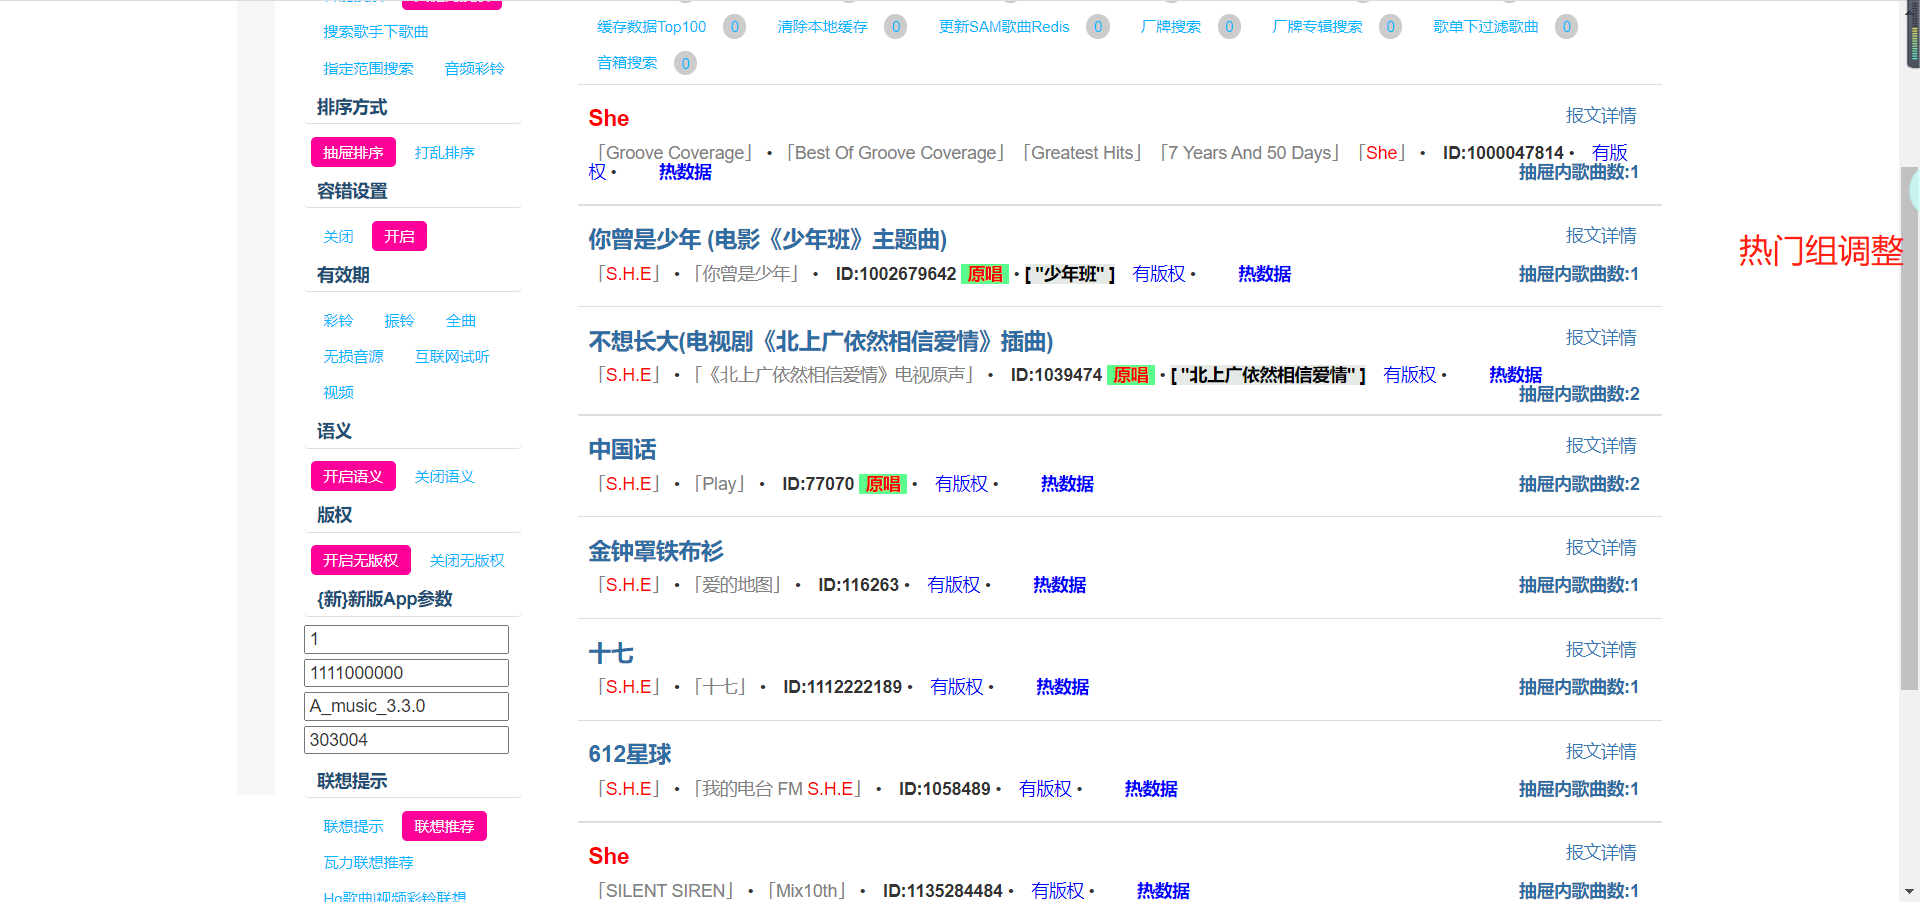 搜索歌手下歌曲
指定范围搜索 音频彩铃
排序方式
抽屉排序 打乱排序
容错设置
关闭 开启
有效期
彩铃 振铃 全曲
无损音源 互联网试听
视频
语义
开启语义 关闭语义
版权
开启无版权 关闭无版权
{新}新版App参数
1
1111000000
A_music_3.3.0
303004
联想提示
联想提示 联想推荐
瓦力联想推荐
缓存数据Top100 0 清除本地缓存 0 更新SAM歌曲Redis 0 厂牌搜索 0 厂牌专辑搜索 0 歌单下过滤歌曲 0
音箱搜索 0
She 报文详情
「Groove Coverage」 • 「Best Of Groove Coverage」 「Greatest Hits」 「7 Years And 50 Days」 「She」 • ID:1000047814 • 有版
权 • 热数据 抽屉内歌曲数:1
你曾是少年 (电影《少年班》主题曲) 报文详情
「S.H.E」 • 「你曾是少年」 • ID:1002679642 原唱 • [ "少年班" ] 有版权 • 热数据 抽屉内歌曲数:1
不想长大(电视剧《北上广依然相信爱情》插曲) 报文详情
「S.H.E」 • 「《北上广依然相信爱情》电视原声」 • ID:1039474 原唱 • [ "北上广依然相信爱情" ] 有版权 • 热数据
抽屉内歌曲数:2
中国话 报文详情
「S.H.E」 • 「Play」 • ID:77070 原唱 • 有版权 • 热数据 抽屉内歌曲数:2
金钟罩铁布衫 报文详情
「S.H.E」 • 「爱的地图」 • ID:116263 • 有版权 • 热数据 抽屉内歌曲数:1
十七 报文详情
「S.H.E」 • 「十七」 • ID:1112222189 • 有版权 • 热数据 抽屉内歌曲数:1
612星球 报文详情
「S.H.E」 • 「我的电台 FM S.H.E」 • ID:1058489 • 有版权 • 热数据 抽屉内歌曲数:1
She 报文详情
「SILENT SIREN」 • 「Mix10th」 • ID:1135284484 • 有版权 • 热数据 抽屉内歌曲数:1
热门组调整